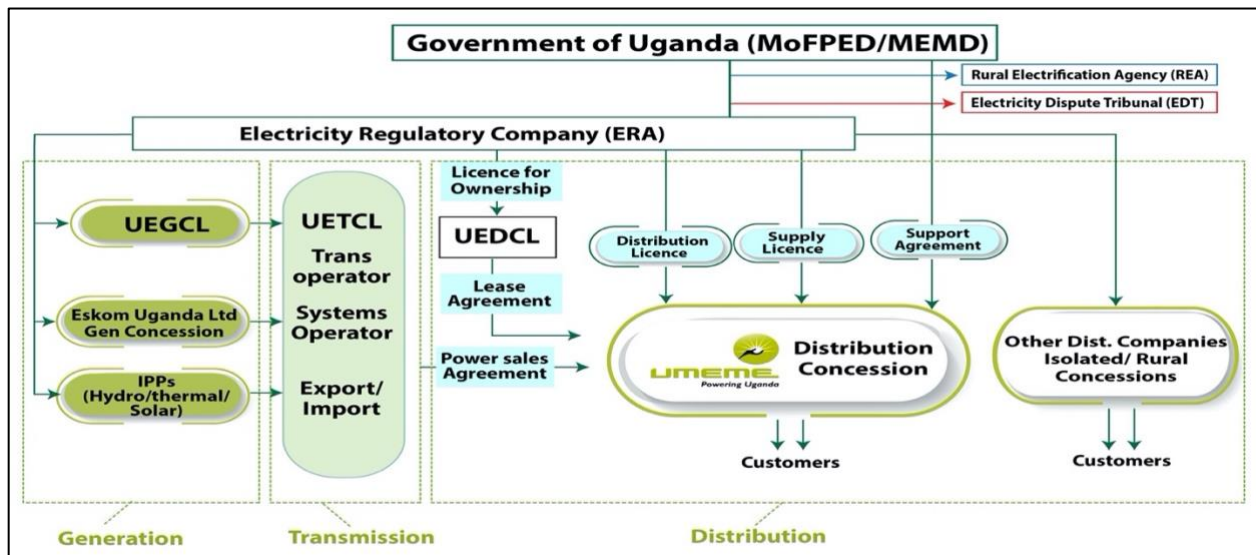 Government of Uganda (MoFPED/MEMD)
Rural Electrification Agency (REA)
Electricity Dispute Tribunal (EDT)
Electricity Regulatory Company (ERA)
UEGCL
Eskom Uganda Ltd
Gen Concession
IPPs
(Hydro/thermal/
Solar)
UETCL
Trans
operator
Systems
Operator
Export/
Import
Licence for
Ownership
UEDCL
Lease
Agreement
Power sales
Agreement
Distribution
Licence
Supply
Licence
Support
Agreement
UMEME
Powering Uganda
Distribution
Concession
Customers
Other Dist. Companies
Isolated/ Rural
Concessions
Customers
Generation
Transmission
Distribution